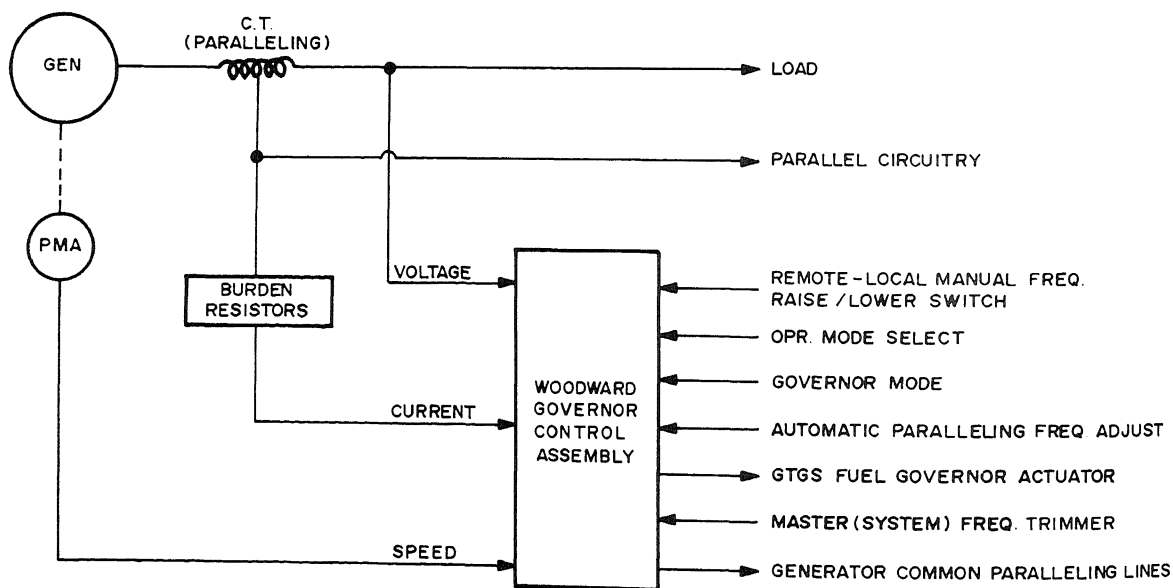 C.T.
(PARALLELING)
GEN
LOAD
PARALLEL CIRCUITRY
PMA
BURDEN
RESISTORS
VOLTAGE
CURRENT
SPEED
WOODWARD
GOVERNOR
CONTROL
ASSEMBLY
REMOTE-LOCAL MANUAL FREQ.
RAISE/LOWER SWITCH
OPR. MODE SELECT
GOVERNOR MODE
AUTOMATIC PARALLELING FREQ. ADJUST
GTGS FUEL GOVERNOR ACTUATOR
MASTER (SYSTEM) FREQ. TRIMMER
GENERATOR COMMON PARALLELING LINES